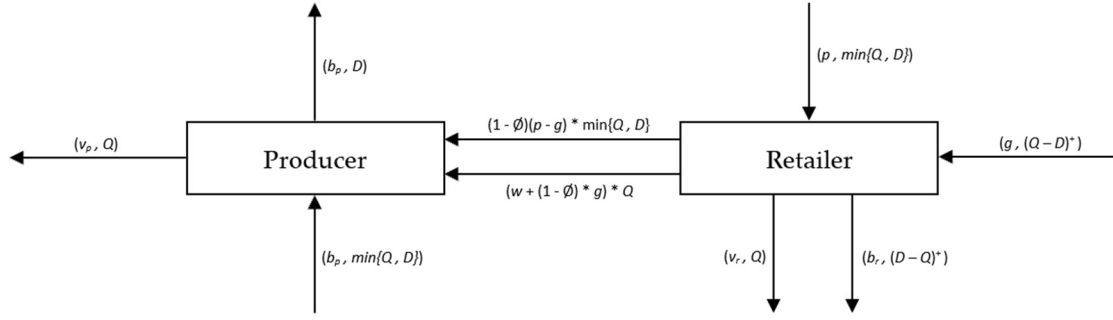 (b_p , D)
(p , min{Q , D})
(1 - Ø)(p - g) * min{Q , D}
(v_p , Q)
Producer
Retailer
(g , (Q – D)⁺)
(w + (1 - Ø) * g) * Q
(b_p , min{Q , D})
(v_r , Q)
(b_r , (D – Q)⁺)